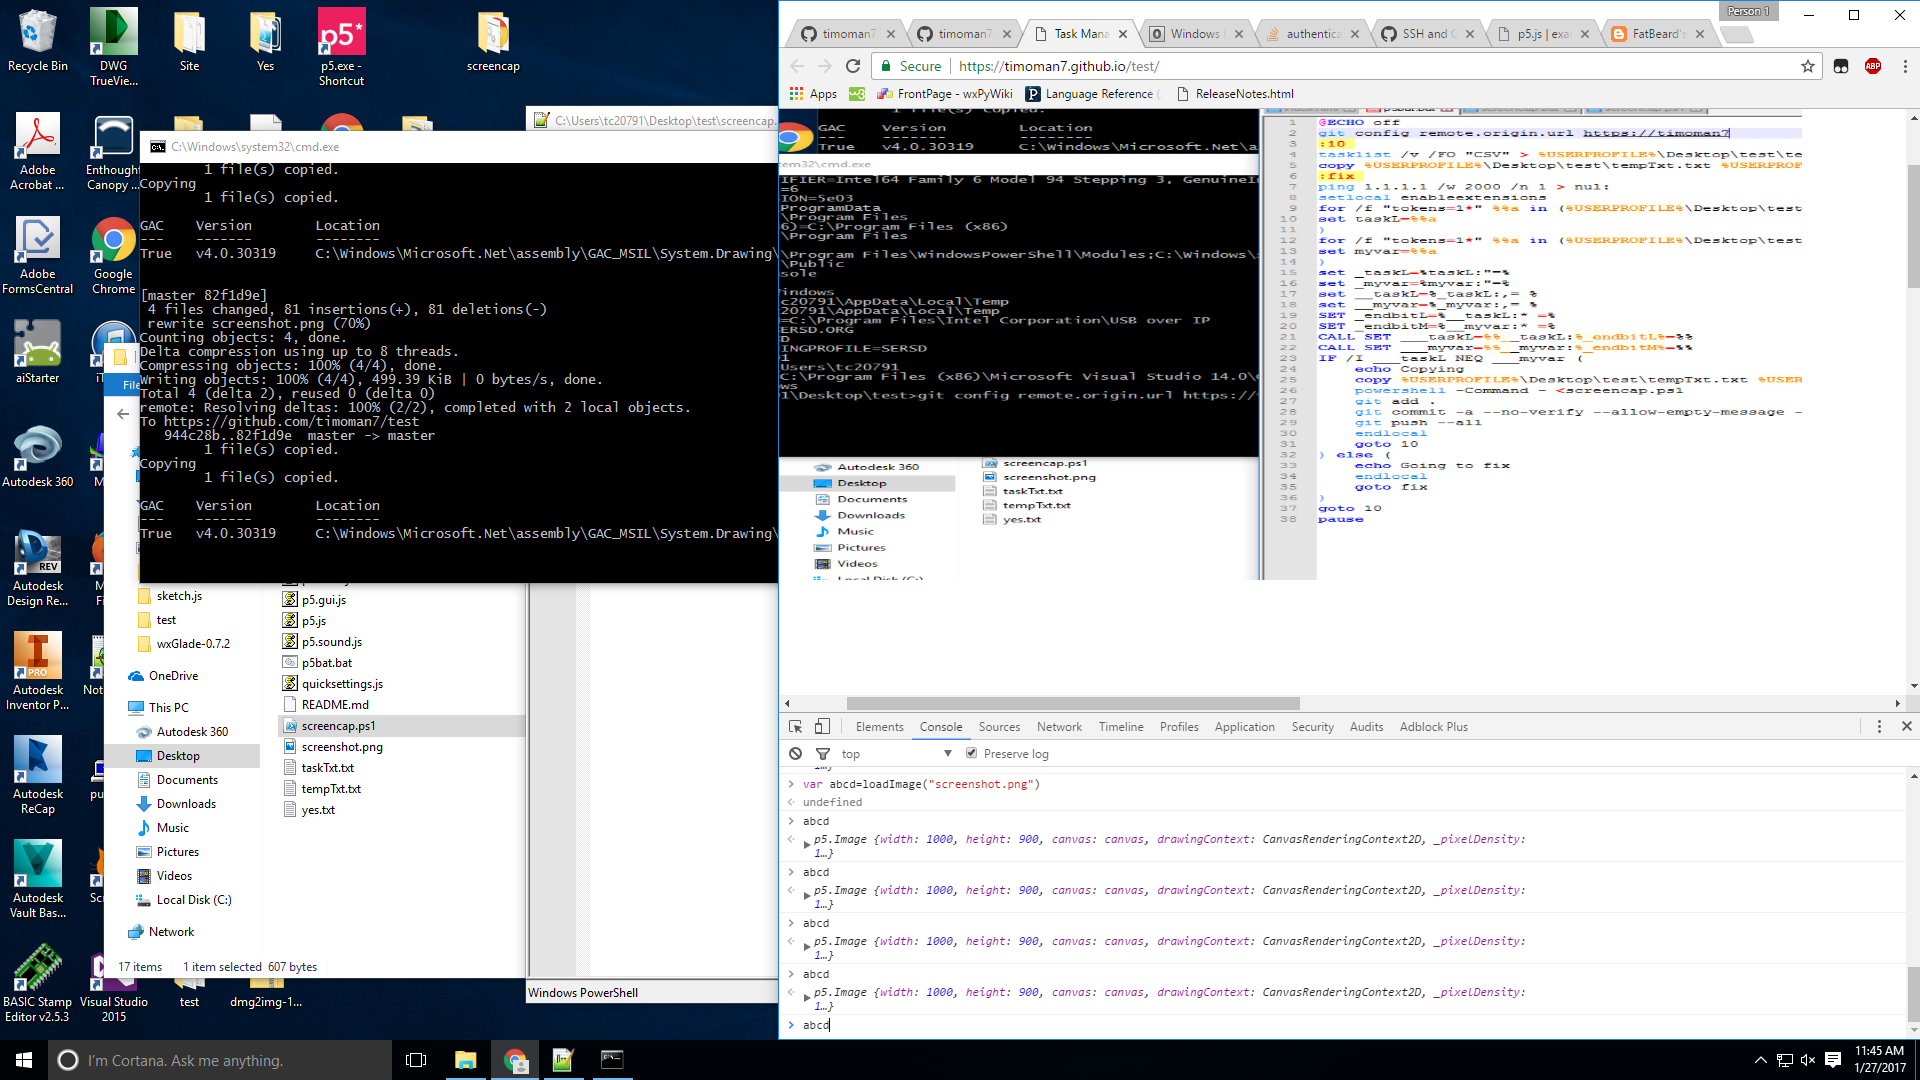 Recycle Bin
DWG TrueView...
Site
Yes
p5.exe - Shortcut
screencap
Adobe Acrobat ...
Enthought Canopy ...
Adobe FormsCentral
Google Chrome
aiStarter
Autodesk 360
Autodesk Design Re...
Autodesk Inventor P...
Autodesk ReCap
Autodesk Vault Bas...
BASIC Stamp Editor v2.5.3
Visual Studio 2015
test
dmg2img-1...
C:\Users\tc20791\Desktop\test\screencap.
C:\Windows\system32\cmd.exe
1 file(s) copied.
Copying
1 file(s) copied.
GAC    Version        Location
---    -------        --------
True   v4.0.30319     C:\Windows\Microsoft.Net\assembly\GAC_MSIL\System.Drawing\
[master 82f1d9e]
4 files changed, 81 insertions(+), 81 deletions(-)
rewrite screenshot.png (70%)
Counting objects: 4, done.
Delta compression using up to 8 threads.
Compressing objects: 100% (4/4), done.
Writing objects: 100% (4/4), 499.39 KiB | 0 bytes/s, done.
Total 4 (delta 2), reused 0 (delta 0)
remote: Resolving deltas: 100% (2/2), completed with 2 local objects.
To https://github.com/timoman7/test
944c28b..82f1d9e  master -> master
1 file(s) copied.
Copying
1 file(s) copied.
GAC    Version        Location
---    -------        --------
True   v4.0.30319     C:\Windows\Microsoft.Net\assembly\GAC_MSIL\System.Drawing\
File
sketch.js
test
wxGlade-0.7.2
OneDrive
This PC
Autodesk 360
Desktop
Documents
Downloads
Music
Pictures
Videos
Local Disk (C:)
Network
p5.gui.js
p5.js
p5.sound.js
p5bat.bat
quicksettings.js
README.md
screencap.ps1
screenshot.png
taskTxt.txt
tempTxt.txt
yes.txt
17 items   1 item selected  607 bytes
Windows PowerShell
Person 1
timoman7
timoman7
Task Mana
Windows
authentica
SSH and G
p5.js | exa
FatBeard's
Secure | https://timoman7.github.io/test/
ABP
Apps
FrontPage - wxPyWiki
Language Reference
ReleaseNotes.html
1 file(s) copied.
GAC    Version        Location
True   v4.0.30319     C:\Windows\Microsoft.Net\a
tem32\cmd.exe
IFIER=Intel64 Family 6 Model 94 Stepping 3, GenuineI
=6
ION=5e03
ProgramData
\Program Files
6)=C:\Program Files (x86)
\Program Files
\Program Files\WindowsPowerShell\Modules;C:\Windows\
\Public
sole
indows
c20791\AppData\Local\Temp
c20791\AppData\Local\Temp
=C:\Program Files\Intel Corporation\USB over IP
ERSD.ORG
D
INGPROFILE=SERSD
91
Users\tc20791
C:\Program Files (x86)\Microsoft Visual Studio 14.0\
ws
1\Desktop\test>git config remote.origin.url https://
Autodesk 360
Desktop
Documents
Downloads
Music
Pictures
Videos
Local Disk (C:)
screencap.ps1
screenshot.png
taskTxt.txt
tempTxt.txt
yes.txt
1 @ECHO off
2 git config remote.origin.url https://timoman7
3 :10
4 tasklist /v /FO "CSV" > %USERPROFILE%\Desktop\test\te
5 copy %USERPROFILE%\Desktop\test\tempTxt.txt %USERPROF
6 :fix
7 ping 1.1.1.1 /w 2000 /n 1 > nul:
8 setlocal enableextensions
9 for /f "tokens=1*" %%a in (%USERPROFILE%\Desktop\test
10 set taskL=%%a
11 )
12 for /f "tokens=1*" %%a in (%USERPROFILE%\Desktop\test
13 set myvar=%%a
14 )
15 set _taskL=%taskL:"=%
16 set _myvar=%myvar:"=%
17 set __taskL=%_taskL:,= %
18 set __myvar=%_myvar:,= %
19 SET _endbitL=%__taskL:* =%
20 SET _endbitM=%__myvar:* =%
21 CALL SET ___taskL=%%__taskL:%_endbitL%=%%
22 CALL SET ___myvar=%%__myvar:%_endbitM%=%%
23 IF /I ___taskL NEQ ___myvar (
24 echo Copying
25 copy %USERPROFILE%\Desktop\test\tempTxt.txt %USER
26 powershell -Command - <screencap.ps1
27 git add .
28 git commit -a --no-verify --allow-empty-message -
29 git push --all
30 endlocal
31 goto 10
32 ) else (
33 echo Going to fix
34 endlocal
35 goto fix
36 )
37 goto 10
38 pause
Elements  Console  Sources  Network  Timeline  Profiles  Application  Security  Audits  Adblock Plus
top  Preserve log
var abcd=loadImage("screenshot.png")
undefined
abcd
p5.Image {width: 1000, height: 900, canvas: canvas, drawingContext: CanvasRenderingContext2D, _pixelDensity:
1…}
abcd
p5.Image {width: 1000, height: 900, canvas: canvas, drawingContext: CanvasRenderingContext2D, _pixelDensity:
1…}
abcd
p5.Image {width: 1000, height: 900, canvas: canvas, drawingContext: CanvasRenderingContext2D, _pixelDensity:
1…}
abcd
p5.Image {width: 1000, height: 900, canvas: canvas, drawingContext: CanvasRenderingContext2D, _pixelDensity:
1…}
abcd
I'm Cortana. Ask me anything.
11:45 AM
1/27/2017